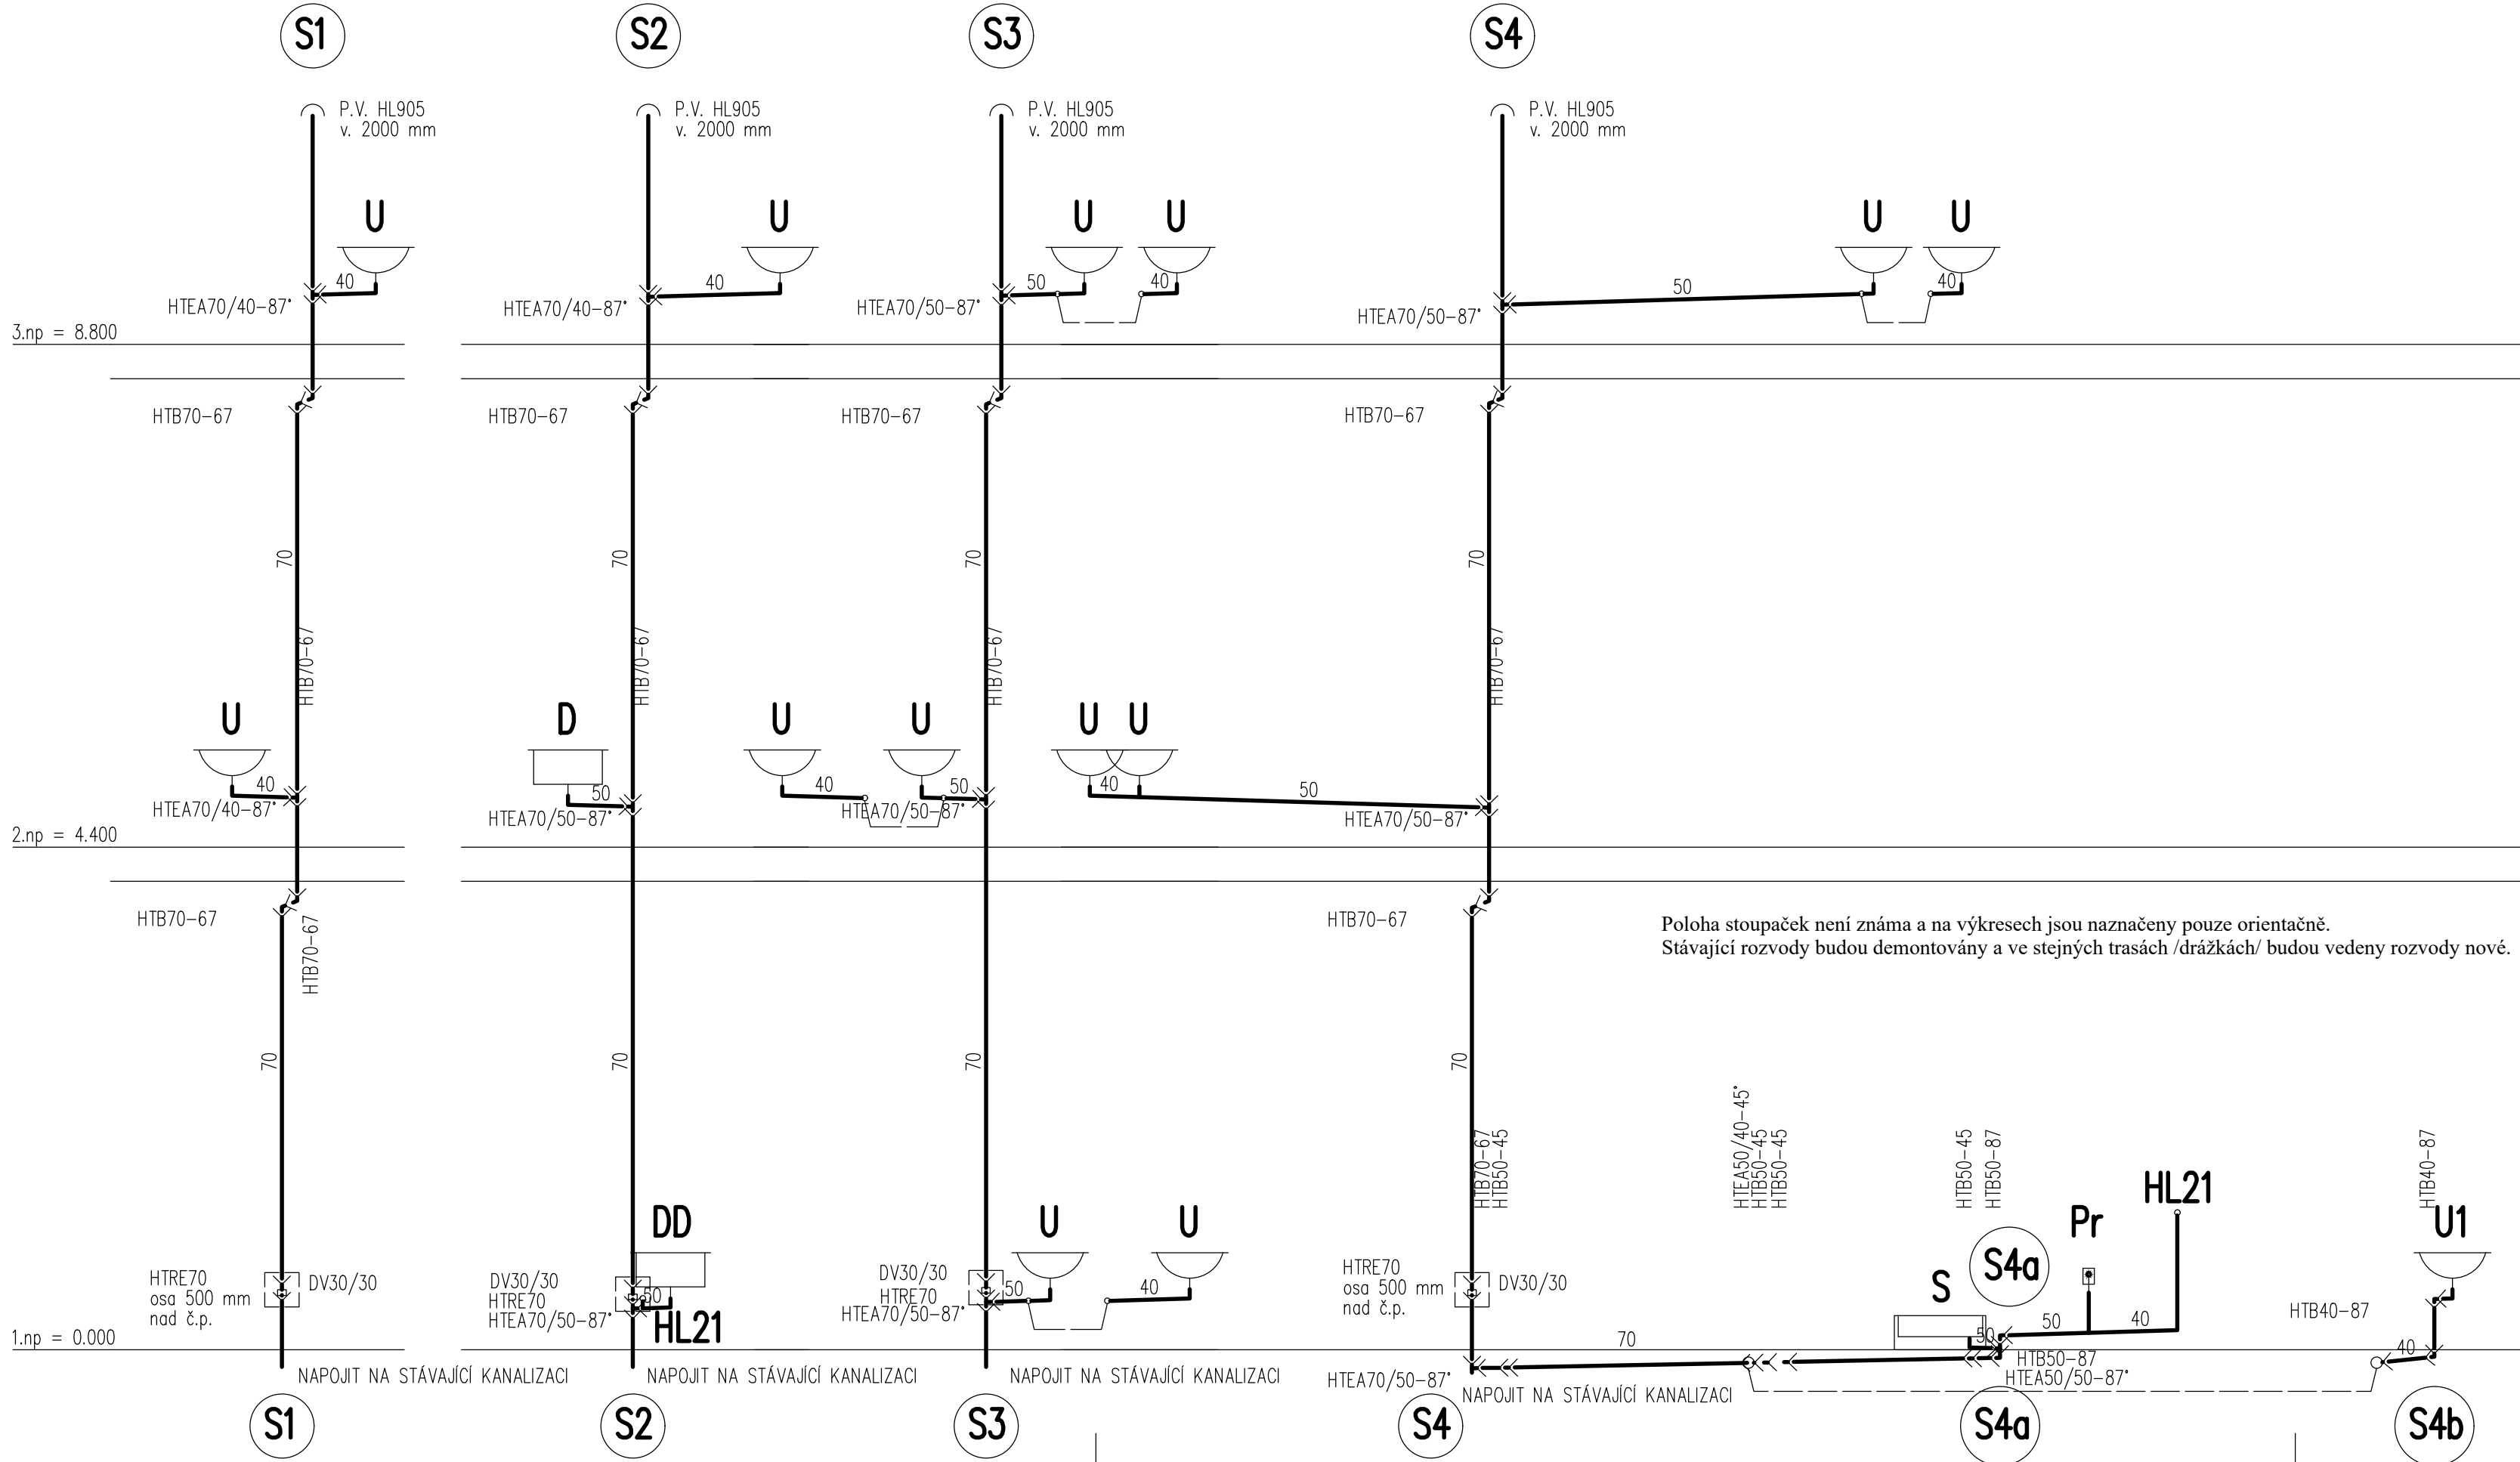 S1
S2
S3
S4
P.V. HL905
v. 2000 mm
P.V. HL905
v. 2000 mm
P.V. HL905
v. 2000 mm
P.V. HL905
v. 2000 mm
U
U
U
U
U
U
40
40
50
40
50
40
HTEA70/40-87°
HTEA70/40-87°
HTEA70/50-87°
HTEA70/50-87°
3.np = 8.800
HTB70-67
HTB70-67
HTB70-67
HTB70-67
70
70
70
70
HTB70-67
HTB70-67
HTB70-67
HTB70-67
U
D
U
U
U
U
40
50
40
50
40
50
HTEA70/40-87°
HTEA70/50-87°
HTEA70/50-87°
HTEA70/50-87°
2.np = 4.400
HTB70-67
HTB70-67
HTB70-67
Poloha stoupaček není známa a na výkresech jsou naznačeny pouze orientačně.
Stávající rozvody budou demontovány a ve stejných trasách /drážkách/ budou vedeny rozvody nové.
70
70
70
70
HTB70-67
HTB50-45
HTEA50/40-45°
HTB50-45
HTB50-45
HTB50-45
HTB50-87
HTB40-87
DD
U
U
S
S4a
Pr
HL21
U1
HTRE70
osa 500 mm
nad č.p.
DV30/30
DV30/30
HTRE70
HTEA70/50-87°
50
HL21
DV30/30
HTRE70
HTEA70/50-87°
50
40
HTRE70
osa 500 mm
nad č.p.
DV30/30
HTB40-87
1.np = 0.000
70
50
50
40
40
HTB50-87
HTEA50/50-87°
HTEA70/50-87°
NAPOJIT NA STÁVAJÍCÍ KANALIZACI
NAPOJIT NA STÁVAJÍCÍ KANALIZACI
NAPOJIT NA STÁVAJÍCÍ KANALIZACI
NAPOJIT NA STÁVAJÍCÍ KANALIZACI
S1
S2
S3
S4
S4a
S4b